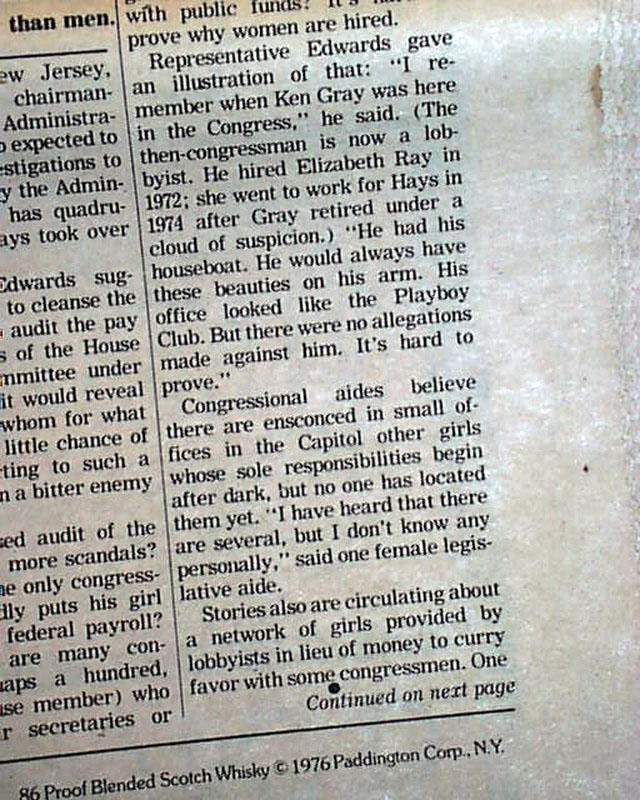 than men.
ew Jersey,
chairman-
Administra-
expected to
estigations to
y the Admin-
has quadru-
ays took over
Edwards sug-
to cleanse the
audit the pay
s of the House
mmittee under
it would reveal
whom for what
little chance of
ting to such a
n a bitter enemy
sed audit of the
more scandals?
ne only congress-
dly puts his girl
federal payroll?
are many con-
haps a hundred,
use member) who
r secretaries or
with public funds? It's
prove why women are hired.
Representative Edwards gave
an illustration of that: "I re-
member when Ken Gray was here
in the Congress," he said. (The
then-congressman is now a lob-
byist. He hired Elizabeth Ray in
1972; she went to work for Hays in
1974 after Gray retired under a
cloud of suspicion.) "He had his
houseboat. He would always have
these beauties on his arm. His
office looked like the Playboy
Club. But there were no allegations
made against him. It's hard to
prove."
Congressional aides believe
there are ensconced in small of-
fices in the Capitol other girls
whose sole responsibilities begin
after dark, but no one has located
them yet. "I have heard that there
are several, but I don't know any
personally," said one female legis-
lative aide.
Stories also are circulating about
a network of girls provided by
lobbyists in lieu of money to curry
favor with some congressmen. One
Continued on next page
86 Proof Blended Scotch Whisky © 1976 Paddington Corp., N.Y.